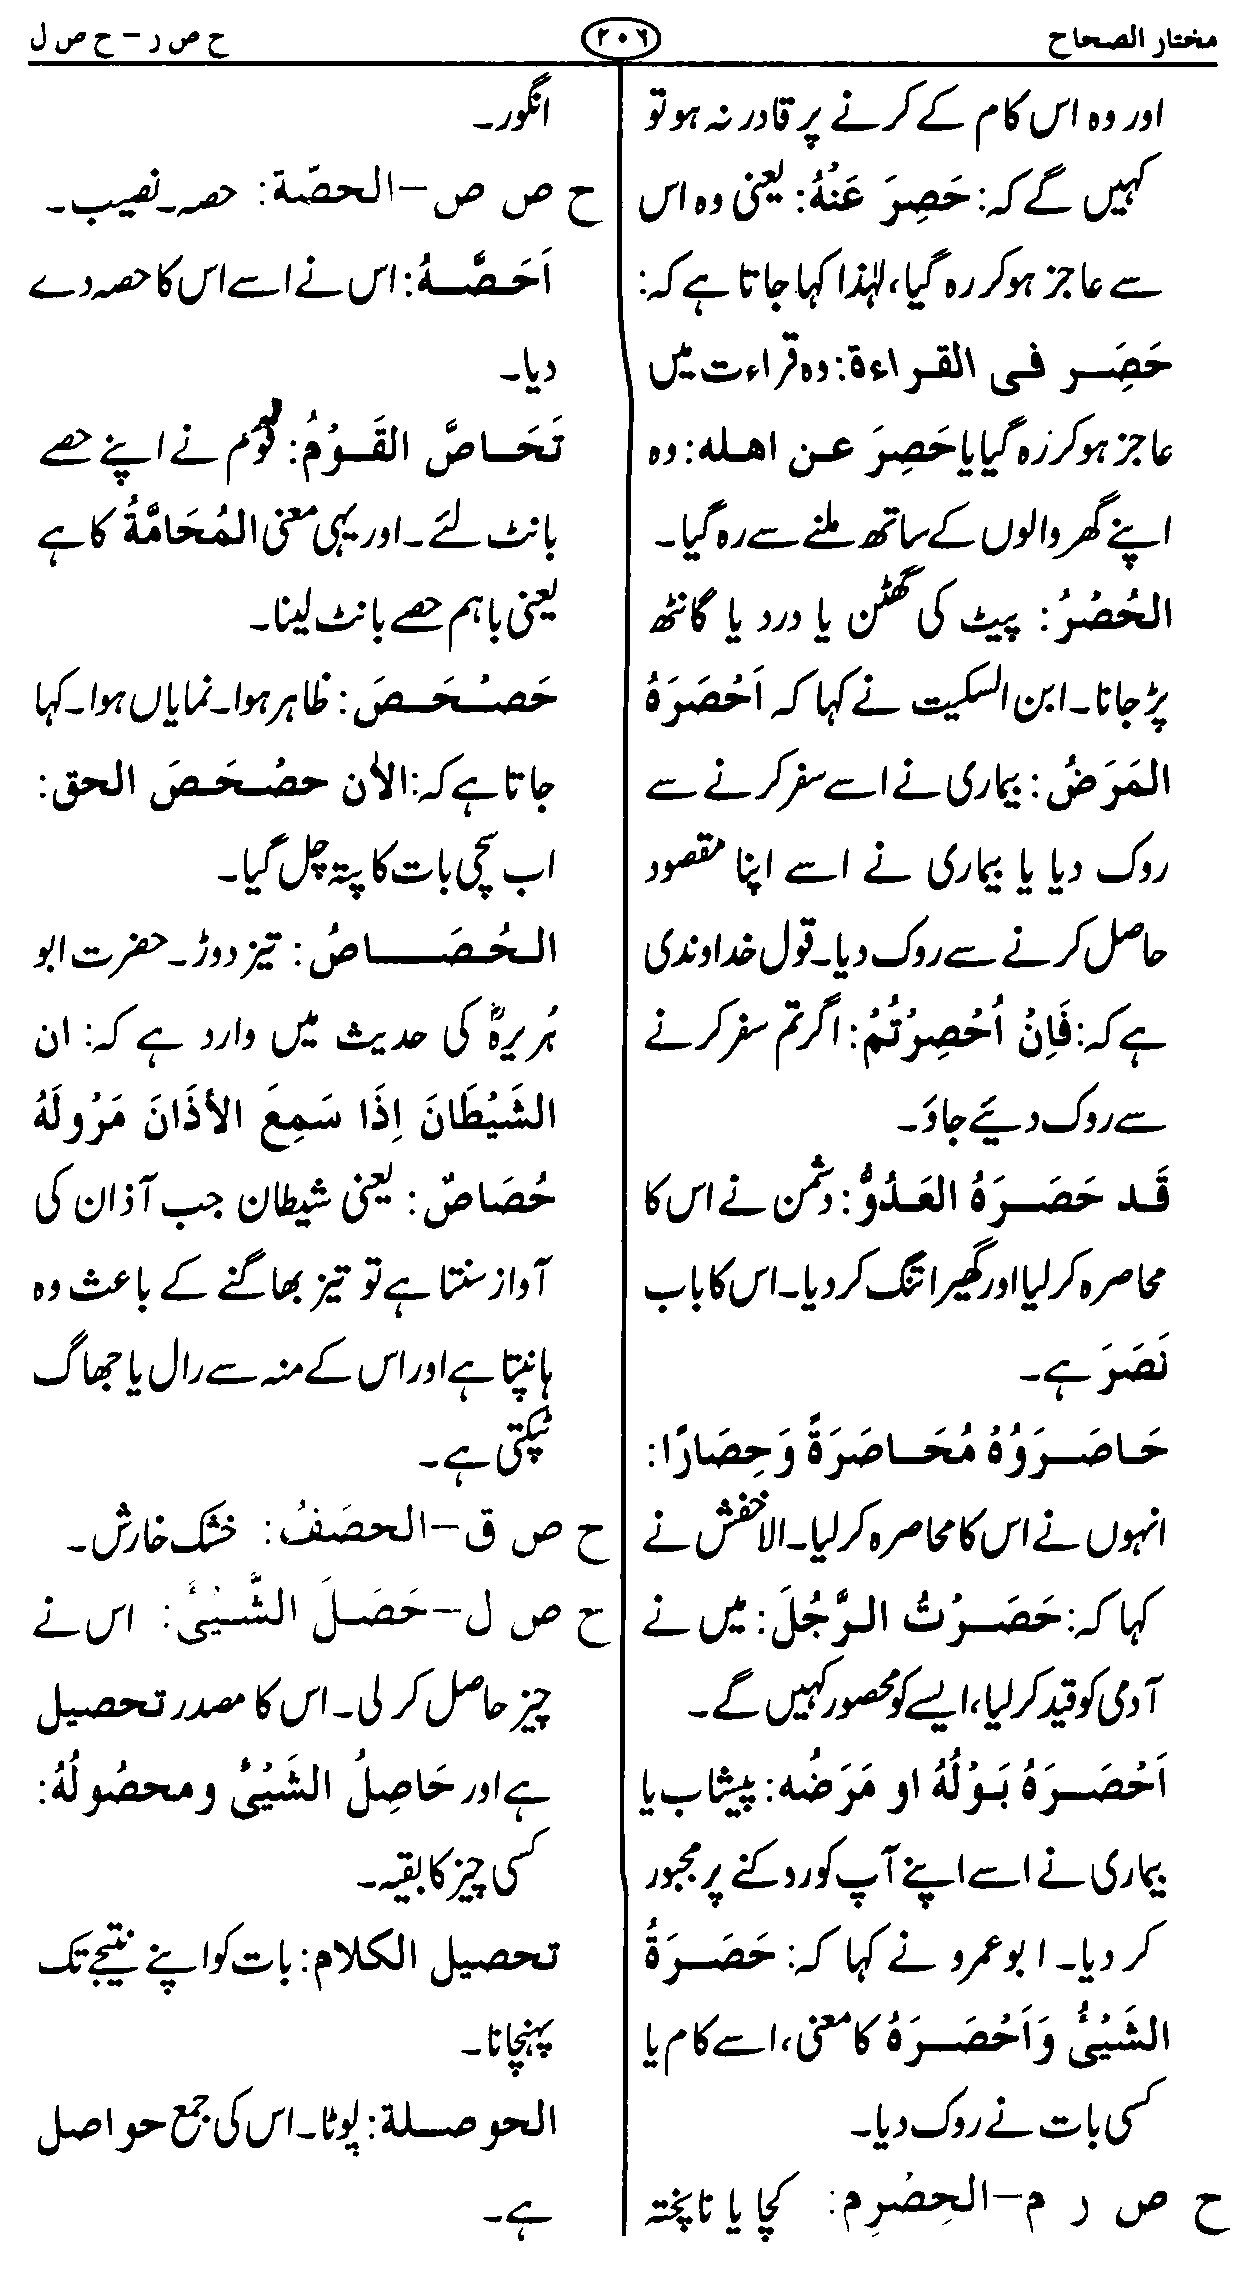 مختار الصحاح
۲۰۶
ح ص ر – ح ص ل
اور وہ اس کام کے کرنے پر قادر نہ ہو تو
کہیں گے کہ: حَصِرَ عَنْہُ: یعنی وہ اس
سے عاجز ہو کر رہ گیا، لہٰذا کہا جاتا ہے کہ:
حَصِر فی القراءة: وہ قراءت میں
عاجز ہو کر رہ گیا یا حَصِرَ عن اھلہ: وہ
اپنے گھر والوں کے ساتھ ملنے سے رہ گیا۔
الحُصْرُ: پیٹ کی گھٹن یا درد یا گانٹھ
پڑ جانا۔ ابن السکیت نے کہا کہ اَحْصَرَہُ
المَرَضُ: بیماری نے اسے سفر کرنے سے
روک دیا یا بیماری نے اسے اپنا مقصود
حاصل کرنے سے روک دیا۔ قول خداوندی
ہے کہ: فَاِنْ اُحْصِرْتُمْ: اگر تم سفر کرنے
سے روک دیئے جاؤ۔
قَد حَصَرَہُ العَدُوُّ: دشمن نے اس کا
محاصرہ کر لیا اور گھیرا تنگ کر دیا۔ اس کا باب
نَصَرَ ہے۔
حَاصَرَوْہُ مُحَاصَرَةً وَحِصَارًا:
انہوں نے اس کا محاصرہ کر لیا۔ الاخفش نے
کہا کہ: حَصَرْتُ الرَّجُلَ: میں نے
آدمی کو قید کر لیا، ایسے کو محصور کہیں گے۔
اَحْصَرَہُ بَوْلُہُ او مَرَضُہ: پیشاب یا
بیماری نے اسے اپنے آپ کو روکنے پر مجبور
کر دیا۔ ابو عمرو نے کہا کہ: حَصَرَةُ
الشَیْئُ وَاَحْصَرَہُ کا معنی، اسے کام یا
کسی بات نے روک دیا۔
ح ص ر م – الحِصْرِم: کچا یا ناپختہ
انگور۔
ح ص ص – الحصّة: حصہ۔ نصیب۔
اَحَصَّہُ: اس نے اسے اس کا حصہ دے
دیا۔
تَحَاصَّ القَوْمُ: قوم نے اپنے حصے
بانٹ لئے۔ اور یہی معنی المُحَامَّةُ کا ہے
یعنی باہم حصے بانٹ لینا۔
حَصْحَصَ: ظاہر ہوا۔ نمایاں ہوا۔ کہا
جاتا ہے کہ: الأن حصْحَصَ الحق:
اب سچی بات کا پتہ چل گیا۔
الحُصَاصُ: تیز دوڑ۔ حضرت ابو
ہریرہؓ کی حدیث میں وارد ہے کہ: ان
الشَیْطَانَ اِذَا سَمِعَ الأذَانَ مَرُولَہُ
حُصَاصٌ: یعنی شیطان جب آذان کی
آواز سنتا ہے تو تیز بھاگنے کے باعث وہ
ہانپتا ہے اور اس کے منہ سے رال یا جھاگ
ٹپکتی ہے۔
ح ص ق – الحصَفُ: خشک خارش۔
ح ص ل – حَصَلَ الشَّیْئَ: اس نے
چیز حاصل کر لی۔ اس کا مصدر تحصیل
ہے اور حَاصِلُ الشَیْئُ ومحصُولُہُ:
کسی چیز کا بقیہ۔
تحصیل الکلام: بات کو اپنے نتیجے تک
پہنچانا۔
الحوصلة: پوٹا۔ اس کی جمع حواصل
ہے۔